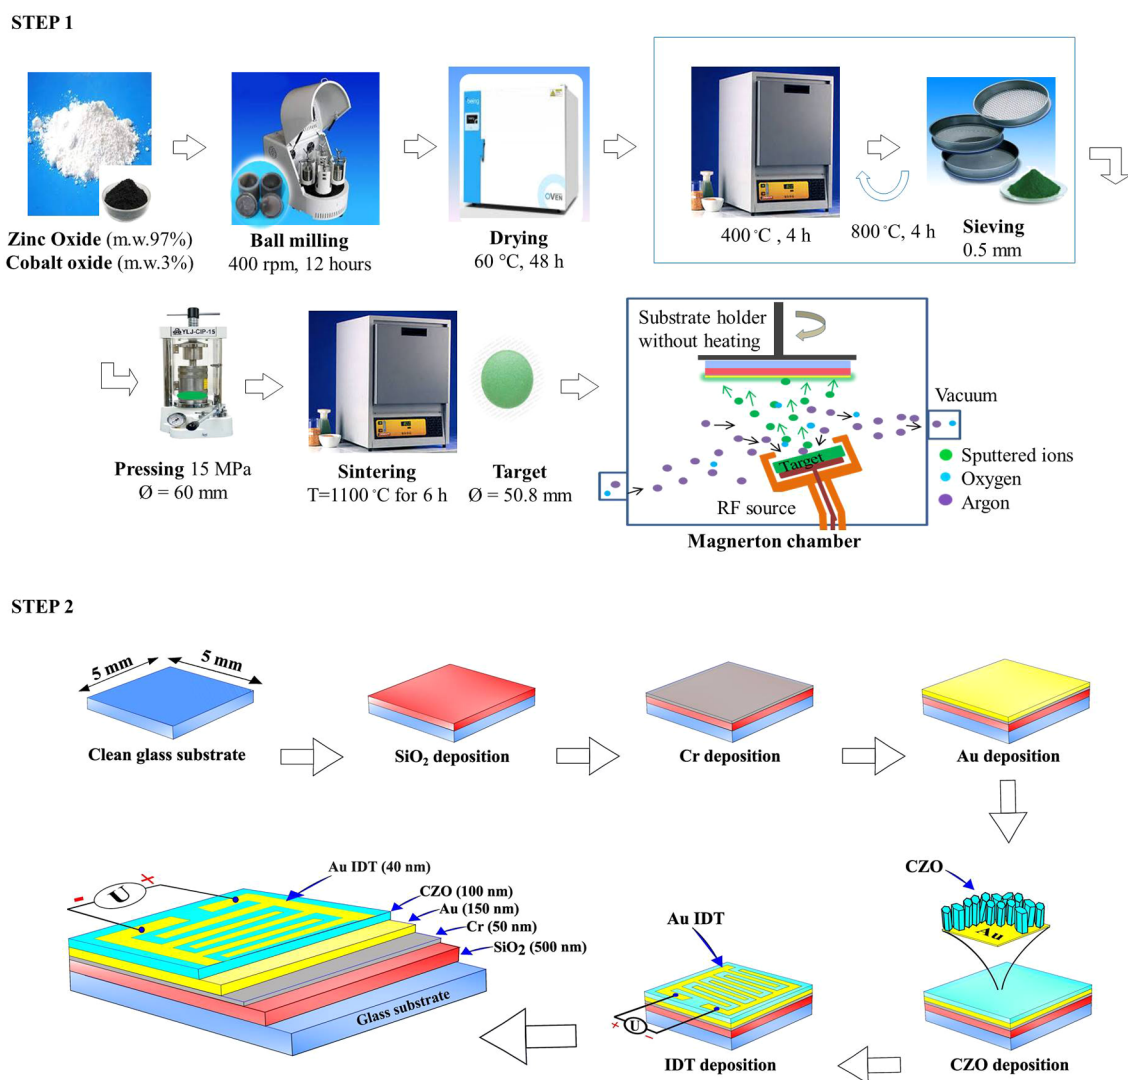 STEP 1
Zinc Oxide (m.w.97%)
Cobalt oxide (m.w.3%)
Ball milling
400 rpm, 12 hours
OVEN
Drying
60 °C, 48 h
400 °C , 4 h
800 °C, 4 h
Sieving
0.5 mm
YLJ-CIP-15
Pressing 15 MPa
Ø = 60 mm
Sintering
T=1100 °C for 6 h
Target
Ø = 50.8 mm
Substrate holder
without heating
Target
RF source
Vacuum
Sputtered ions
Oxygen
Argon
Magnerton chamber
STEP 2
5 mm
5 mm
Clean glass substrate
SiO₂ deposition
Cr deposition
Au deposition
- U +
Au IDT (40 nm)
CZO (100 nm)
Au (150 nm)
Cr (50 nm)
SiO₂ (500 nm)
Glass substrate
Au IDT
+ U -
IDT deposition
CZO
Au
CZO deposition